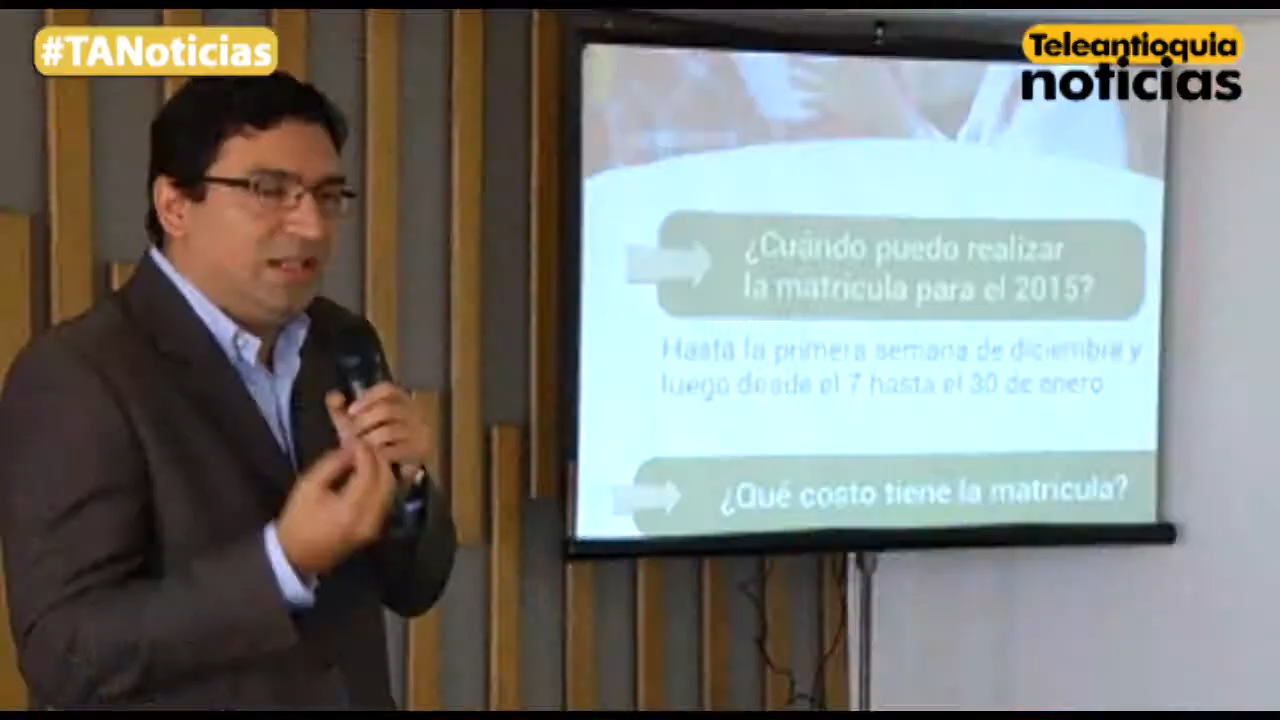 #TANoticias
Teleantioquia
noticias
¿Cuándo puedo realizar
la matricula para el 2015?
Hasta la primera semana de diciembre y
luego desde el 7 hasta el 30 de enero
¿Qué costo tiene la matricula?